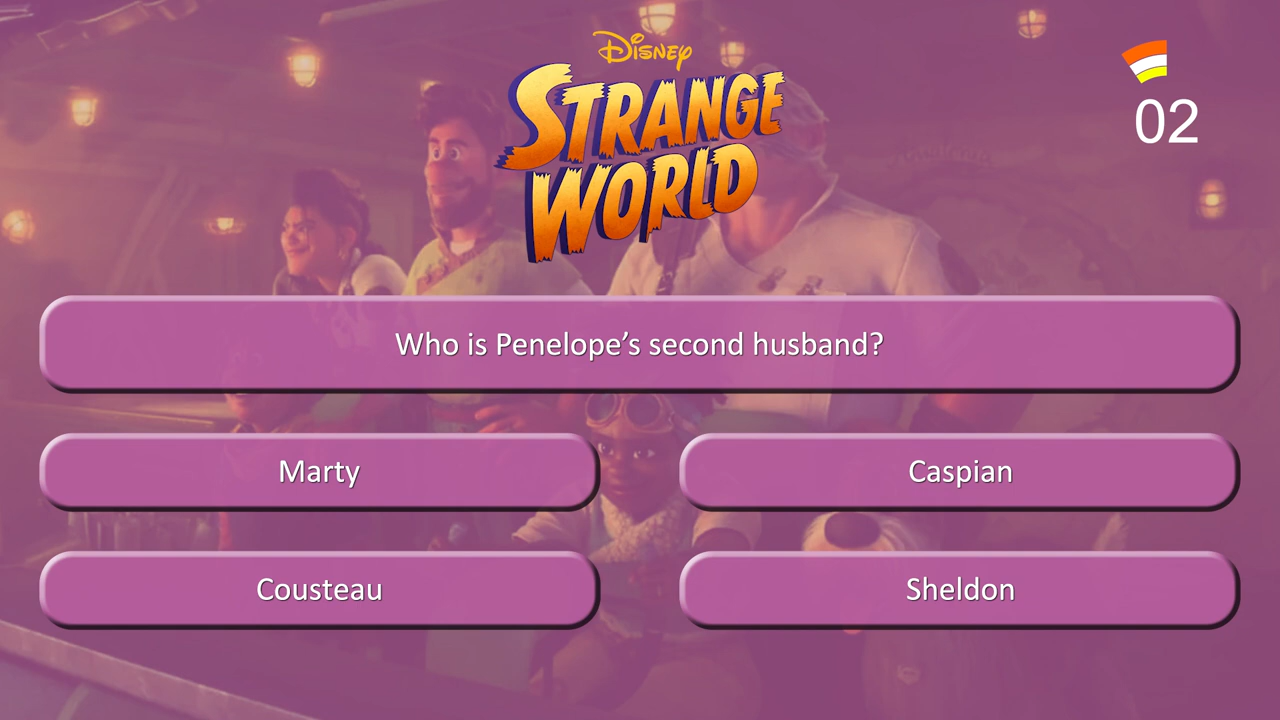 Disney
STRANGE
WORLD
02
Who is Penelope’s second husband?
Marty
Caspian
Cousteau
Sheldon